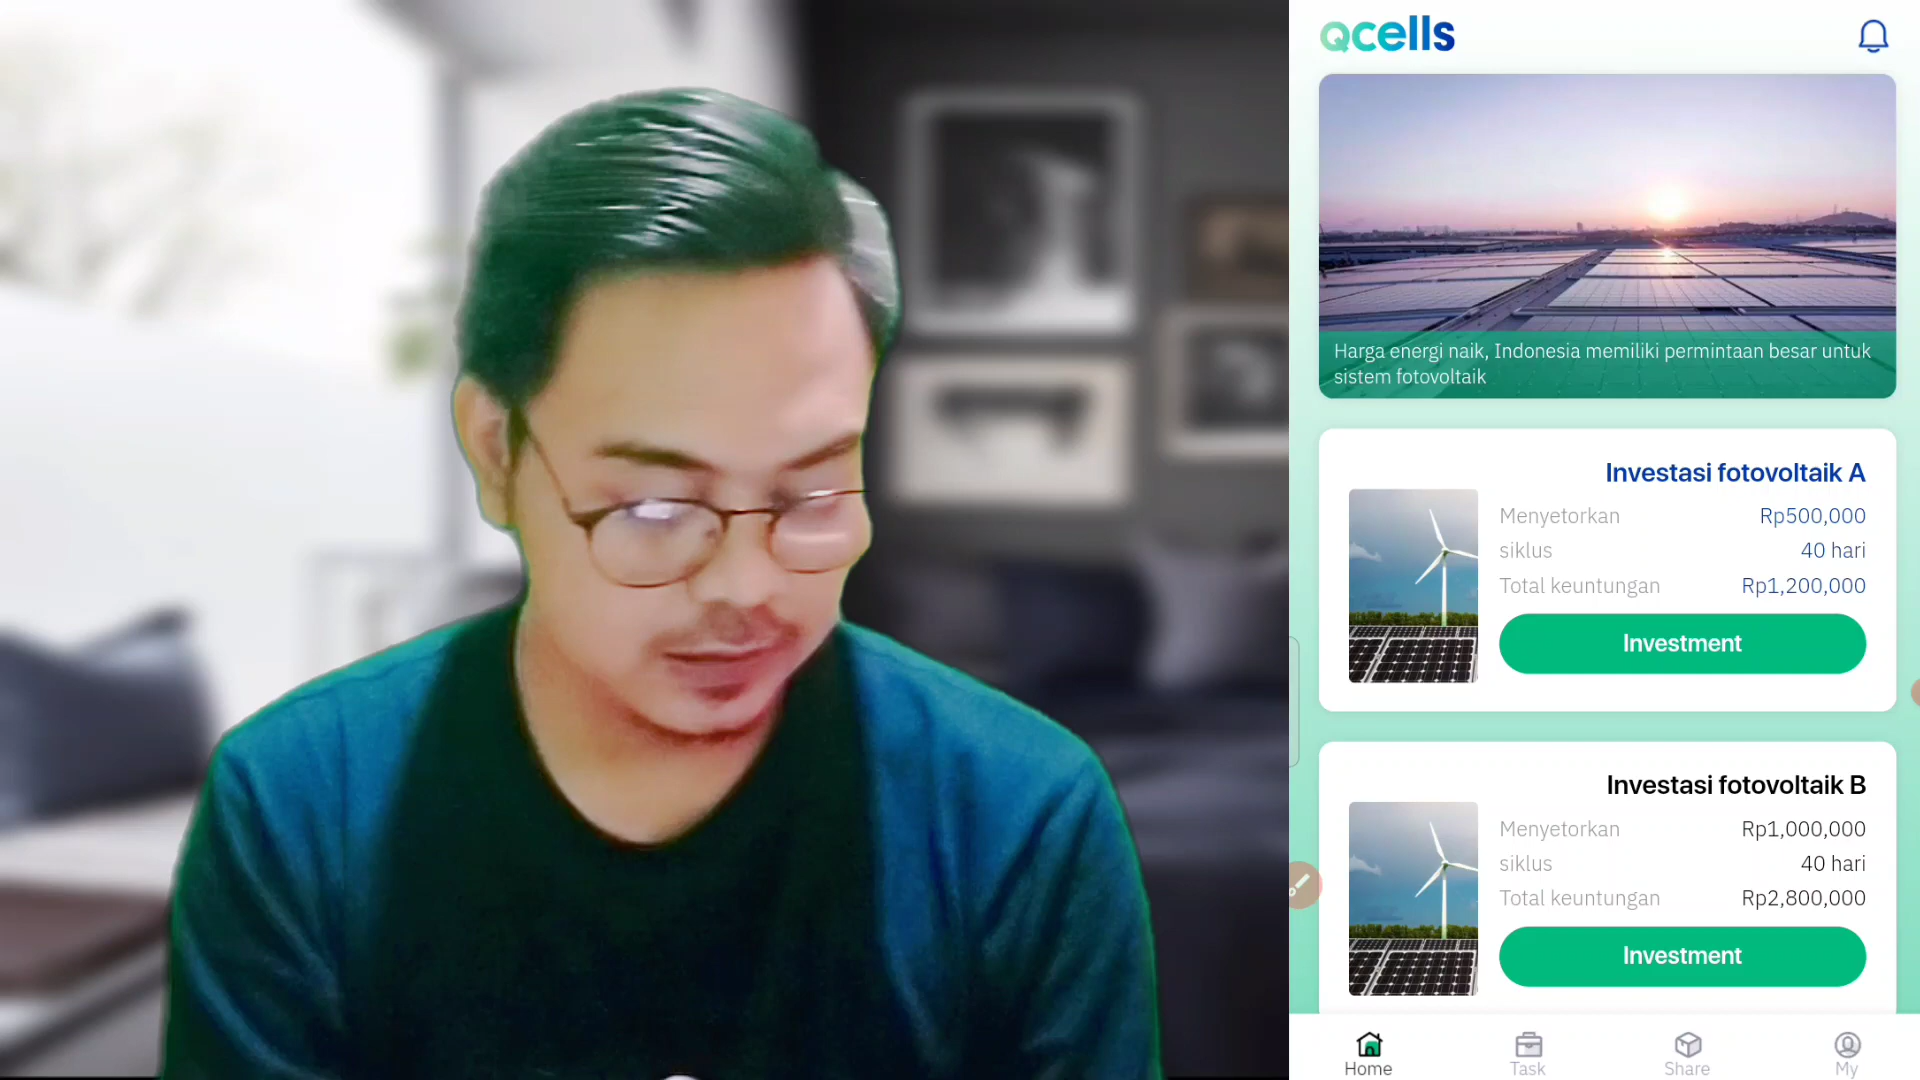 Qcells
Harga energi naik, Indonesia memiliki permintaan besar untuk
sistem fotovoltaik
Investasi fotovoltaik A
Menyetorkan Rp500,000
siklus 40 hari
Total keuntungan Rp1,200,000
Investment
Investasi fotovoltaik B
Menyetorkan Rp1,000,000
siklus 40 hari
Total keuntungan Rp2,800,000
Investment
Home Task Share My